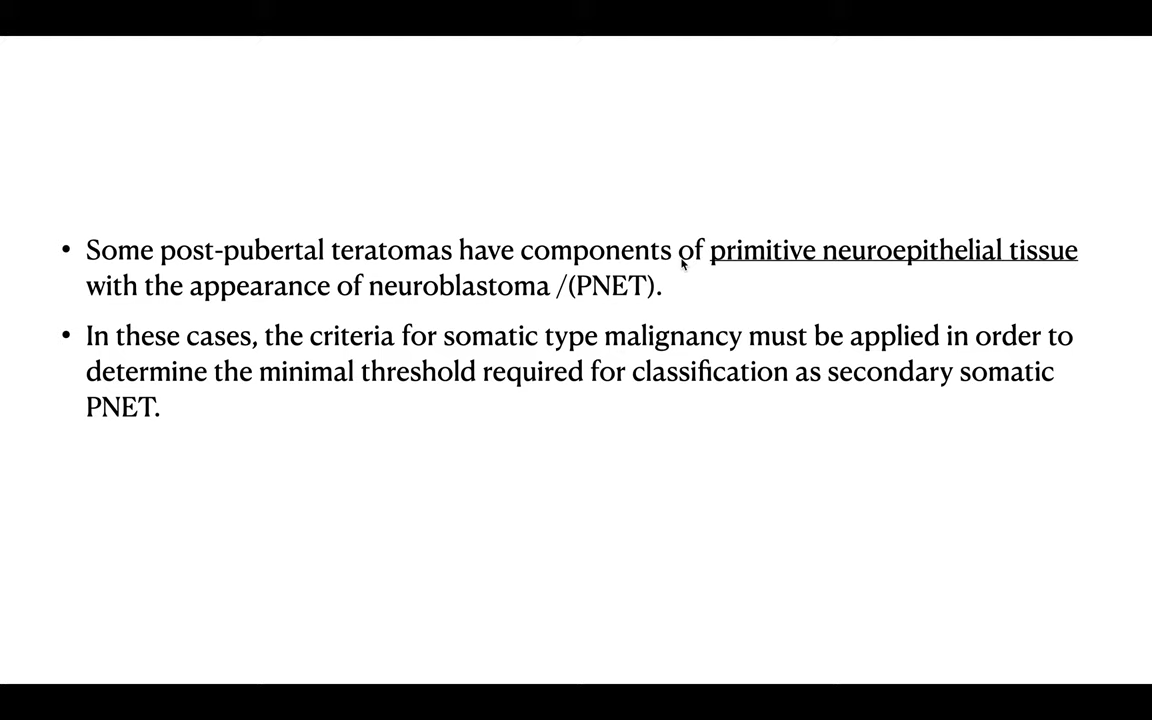 • Some post-pubertal teratomas have components of primitive neuroepithelial tissue
with the appearance of neuroblastoma /(PNET).
• In these cases, the criteria for somatic type malignancy must be applied in order to
determine the minimal threshold required for classification as secondary somatic
PNET.